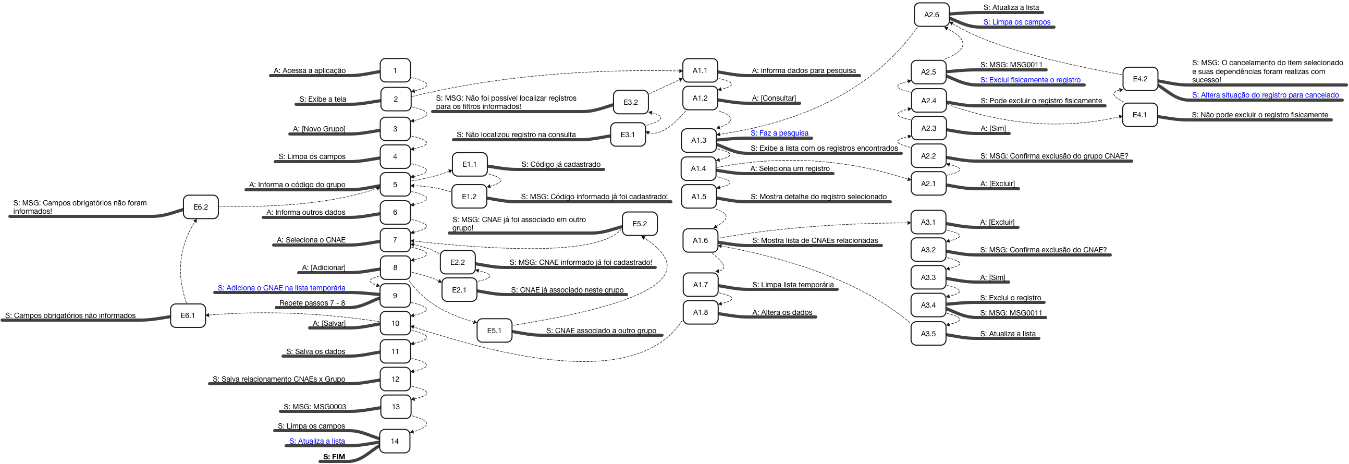 A: Acessa a aplicação
1
S: Exibe a tela
2
A: [Novo Grupo]
3
S: Limpa os campos
4
A: Informa o código do grupo
5
A: Informa outros dados
6
A: Seleciona o CNAE
7
A: [Adicionar]
8
S: Adiciona o CNAE na lista temporária
Repete passos 7 - 8
9
A: [Salvar]
10
S: Salva os dados
11
S: Salva relacionamento CNAEs x Grupo
12
S: MSG: MSG0003
13
S: Limpa os campos
S: Atualiza a lista
S: FIM
14
S: MSG: Campos obrigatórios não foram
informados!
E6.2
S: Campos obrigatórios não informados
E6.1
E1.1
S: Código já cadastrado
E1.2
S: MSG: Código informado já foi cadastrado!
S: MSG: CNAE já foi associado em outro
grupo!
E5.2
E2.2
S: MSG: CNAE informado já foi cadastrado!
E2.1
S: CNAE já associado neste grupo
E5.1
S: CNAE associado a outro grupo
S: MSG: Não foi possível localizar registros
para os filtros informados!
E3.2
S: Não localizou registro na consulta
E3.1
A1.1
A: informa dados para pesquisa
A1.2
A: [Consultar]
A1.3
S: Faz a pesquisa
S: Exibe a lista com os registros encontrados
A1.4
A: Seleciona um registro
A1.5
S: Mostra detalhe do registro selecionado
A1.6
S: Mostra lista de CNAEs relacionadas
A1.7
S: Limpa lista temporária
A1.8
A: Altera os dados
A2.6
S: Atualiza a lista
S: Limpa os campos
A2.5
S: MSG: MSG0011
S: Exclui fisicamente o registro
A2.4
S: Pode excluir o registro fisicamente
A2.3
A: [Sim]
A2.2
S: MSG: Confirma exclusão do grupo CNAE?
A2.1
A: [Excluir]
E4.2
S: MSG: O cancelamento do item selecionado
e suas dependências foram realizas com
sucesso!
S: Altera situação do registro para cancelado
E4.1
S: Não pode excluir o registro fisicamente
A3.1
A: [Excluir]
A3.2
S: MSG: Confirma exclusão do CNAE?
A3.3
A: [Sim]
A3.4
S: Exclui o registro
S: MSG: MSG0011
A3.5
S: Atualiza a lista